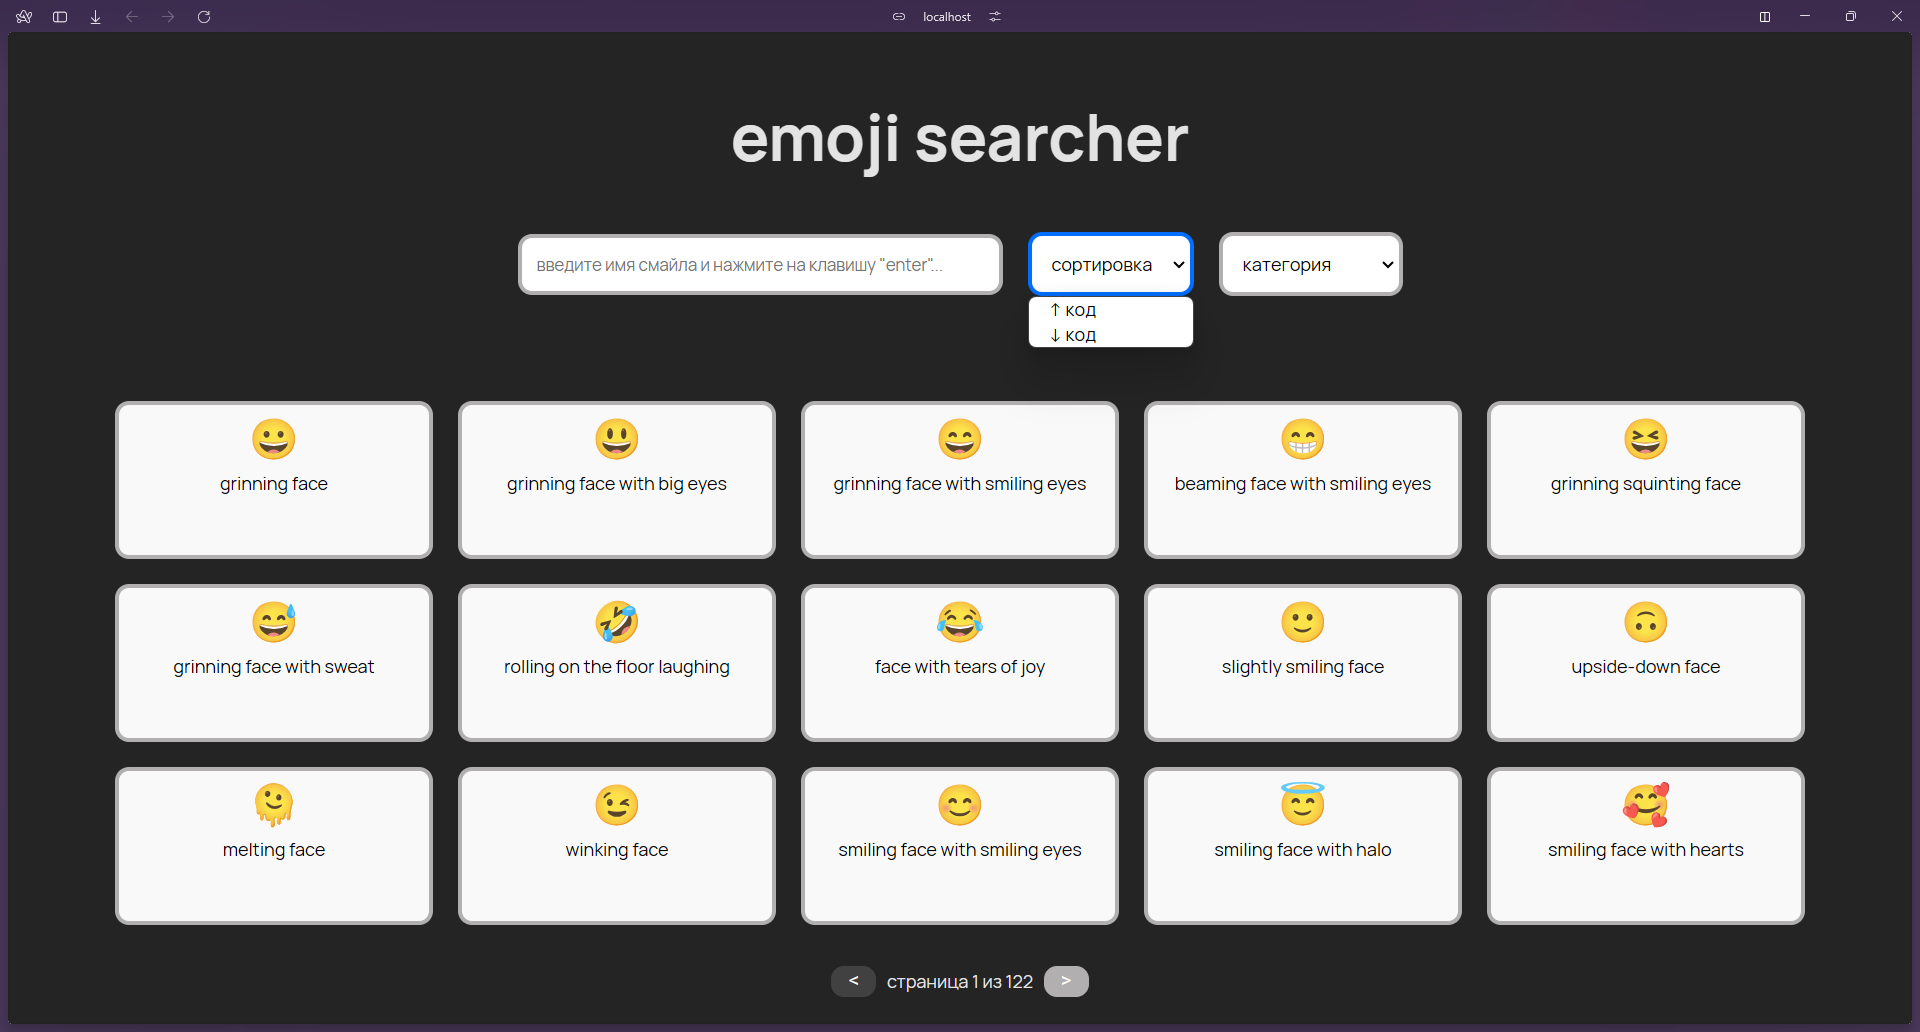 localhost
emoji searcher
введите имя смайла и нажмите на клавишу "enter"...
сортировка
категория
↑ код
↓ код
grinning face
grinning face with big eyes
grinning face with smiling eyes
beaming face with smiling eyes
grinning squinting face
grinning face with sweat
rolling on the floor laughing
face with tears of joy
slightly smiling face
upside-down face
melting face
winking face
smiling face with smiling eyes
smiling face with halo
smiling face with hearts
< страница 1 из 122 >